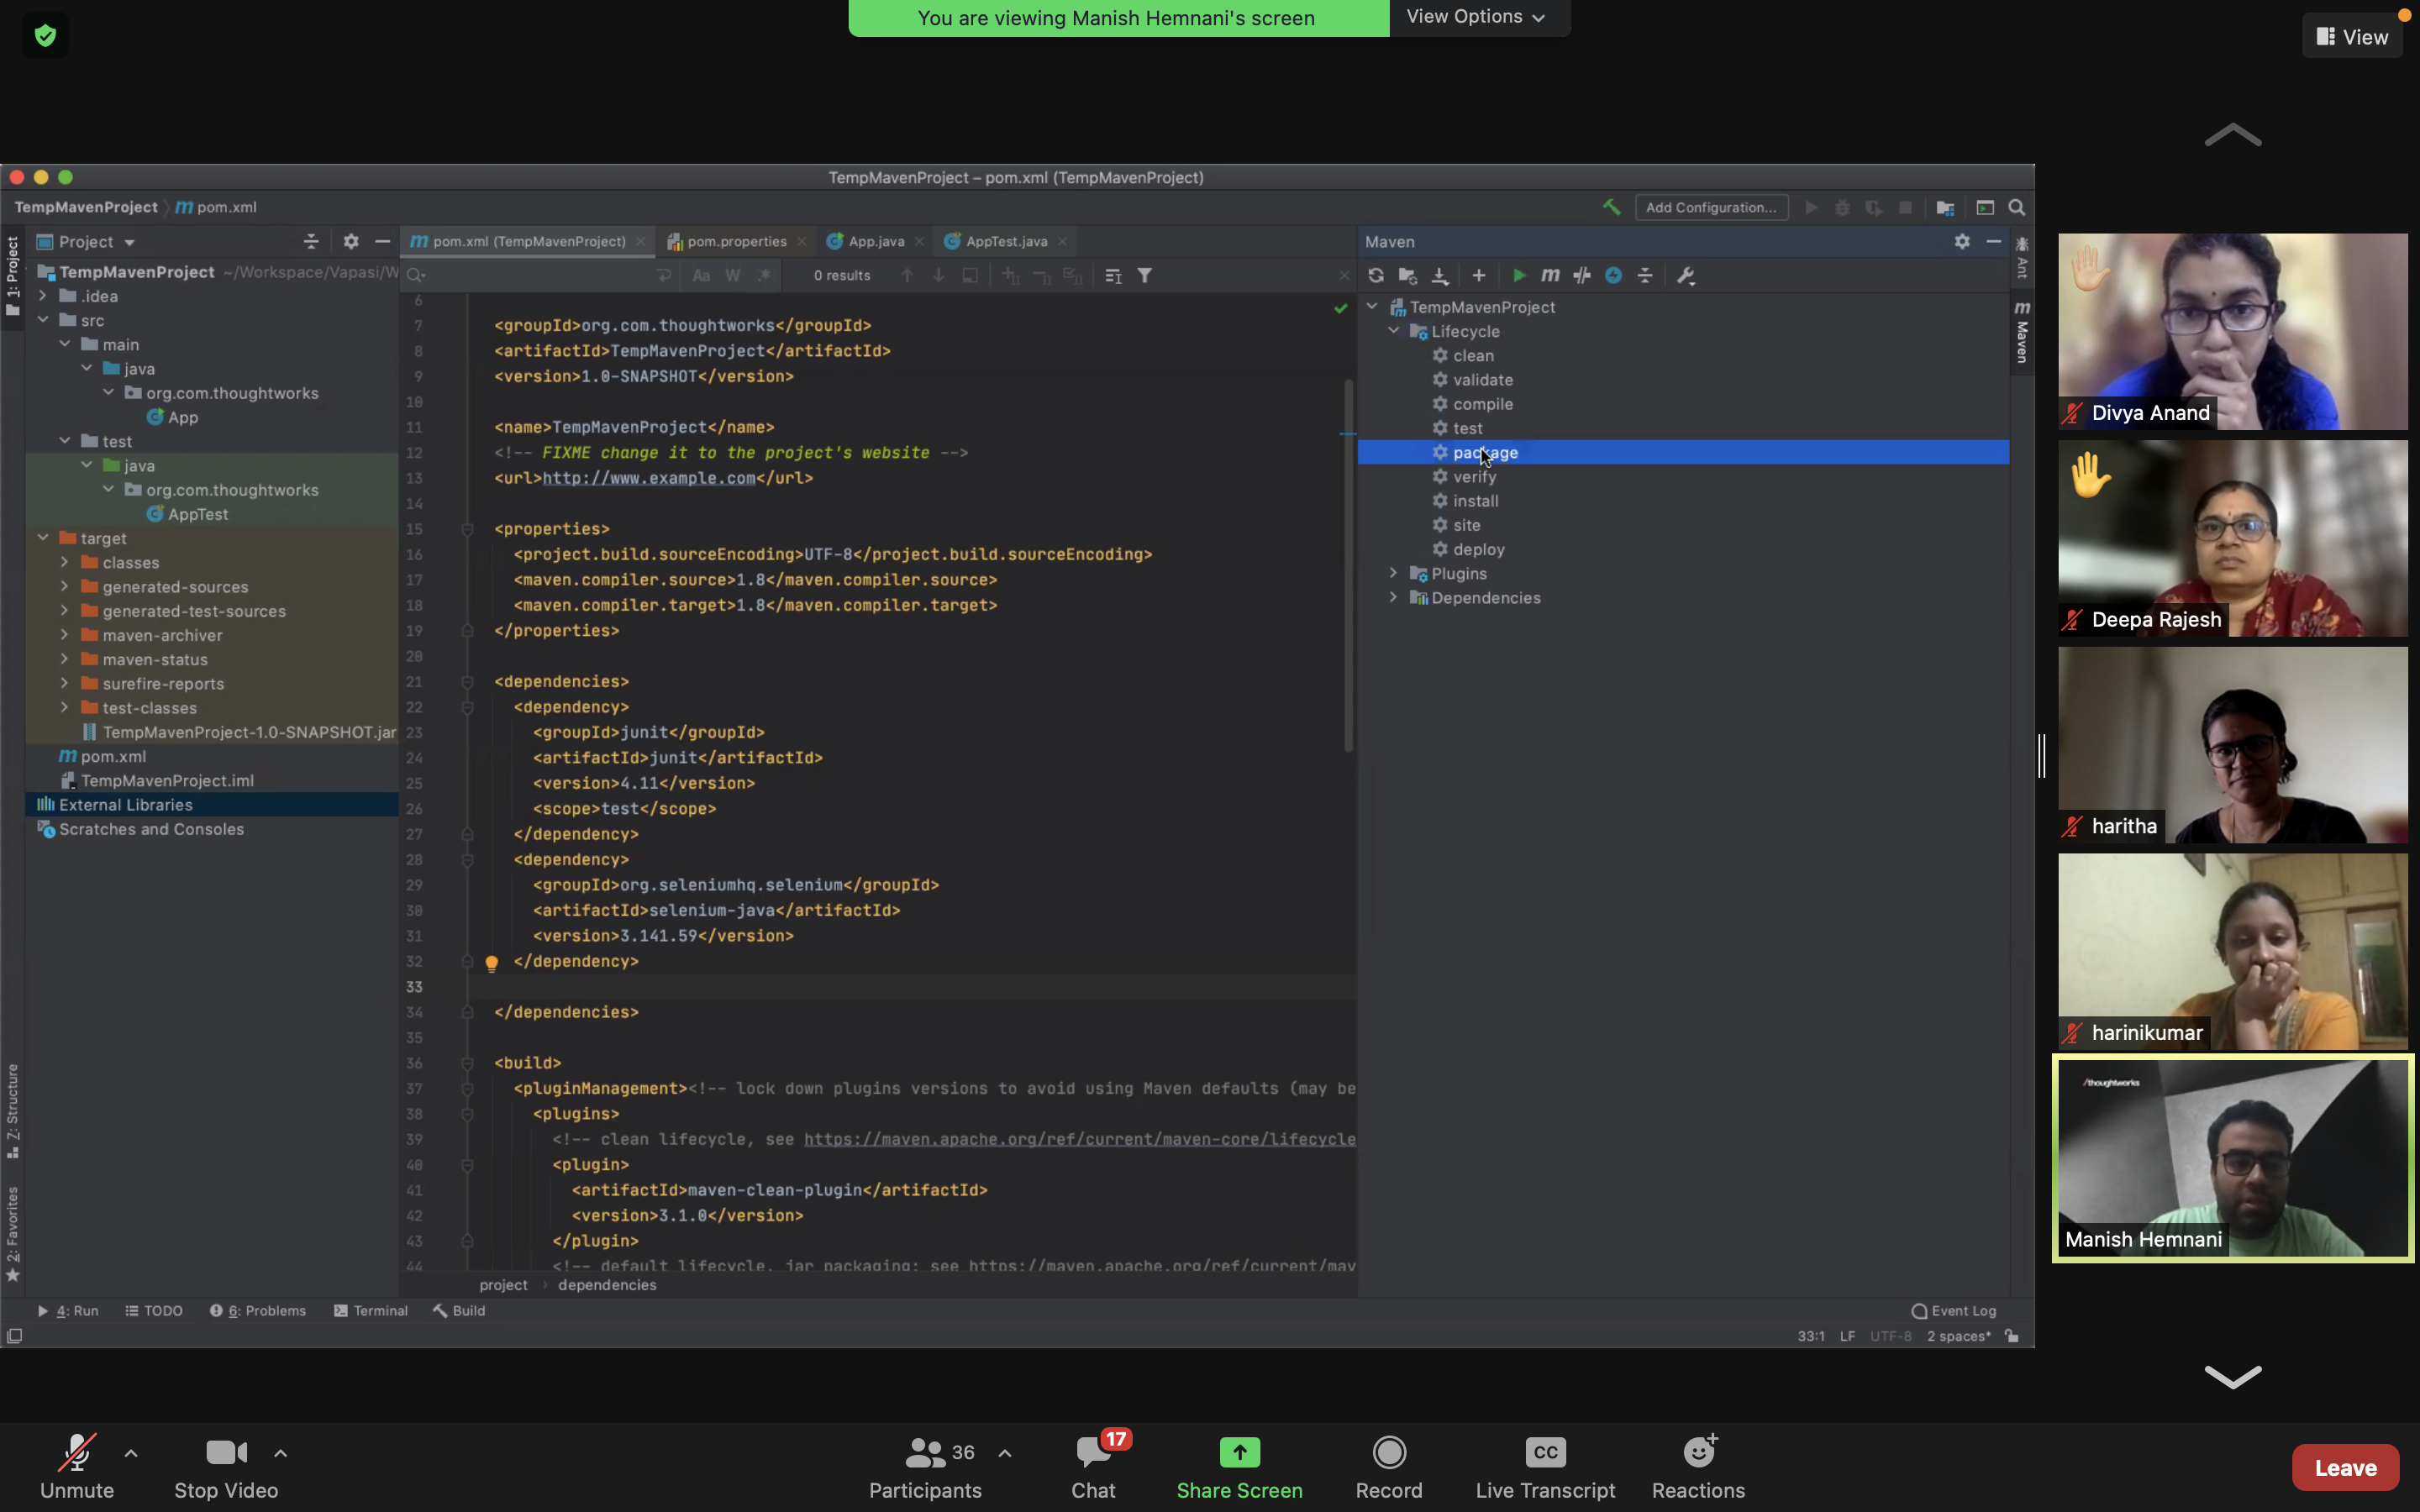 You are viewing Manish Hemnani's screen
View Options
View
TempMavenProject – pom.xml (TempMavenProject)
TempMavenProject
pom.xml
Add Configuration...
1: Project
Project
TempMavenProject ~/Workspace/Vapasi/W
.idea
src
main
java
org.com.thoughtworks
App
test
java
org.com.thoughtworks
AppTest
target
classes
generated-sources
generated-test-sources
maven-archiver
maven-status
surefire-reports
test-classes
TempMavenProject-1.0-SNAPSHOT.jar
pom.xml
TempMavenProject.iml
External Libraries
Scratches and Consoles
Z: Structure
2: Favorites
pom.xml (TempMavenProject)
pom.properties
App.java
AppTest.java
Aa W .* 0 results
6
7 <groupId>org.com.thoughtworks</groupId>
8 <artifactId>TempMavenProject</artifactId>
9 <version>1.0-SNAPSHOT</version>
10
11 <name>TempMavenProject</name>
12 <!-- FIXME change it to the project's website -->
13 <url>http://www.example.com</url>
14
15 <properties>
16 <project.build.sourceEncoding>UTF-8</project.build.sourceEncoding>
17 <maven.compiler.source>1.8</maven.compiler.source>
18 <maven.compiler.target>1.8</maven.compiler.target>
19 </properties>
20
21 <dependencies>
22 <dependency>
23 <groupId>junit</groupId>
24 <artifactId>junit</artifactId>
25 <version>4.11</version>
26 <scope>test</scope>
27 </dependency>
28 <dependency>
29 <groupId>org.seleniumhq.selenium</groupId>
30 <artifactId>selenium-java</artifactId>
31 <version>3.141.59</version>
32 </dependency>
33
34 </dependencies>
35
36 <build>
37 <pluginManagement><!-- lock down plugins versions to avoid using Maven defaults (may be
38 <plugins>
39 <!-- clean lifecycle, see https://maven.apache.org/ref/current/maven-core/lifecycle
40 <plugin>
41 <artifactId>maven-clean-plugin</artifactId>
42 <version>3.1.0</version>
43 </plugin>
44 <!-- default lifecycle, jar packaging: see https://maven.apache.org/ref/current/mav
project
dependencies
Maven
TempMavenProject
Lifecycle
clean
validate
compile
test
package
verify
install
site
deploy
Plugins
Dependencies
Ant
Maven
4: Run
TODO
6: Problems
Terminal
Build
Event Log
33:1 LF UTF-8 2 spaces*
Divya Anand
Deepa Rajesh
haritha
harinikumar
/thoughtworks
Manish Hemnani
Unmute
Stop Video
36
Participants
17
Chat
Share Screen
Record
CC
Live Transcript
Reactions
Leave